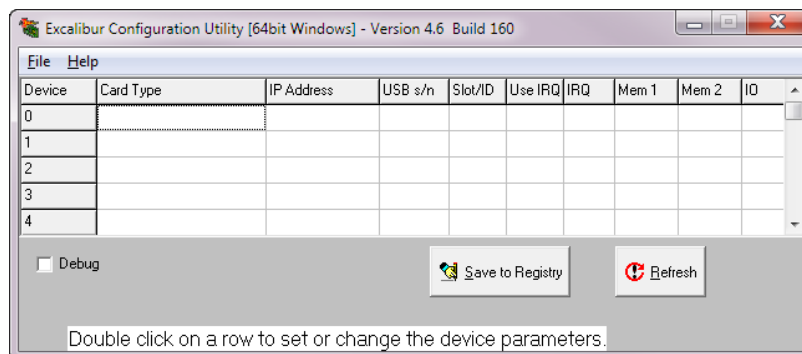 Excalibur Configuration Utility [64bit Windows] - Version 4.6 Build 160
File Help
Device Card Type IP Address USB s/n Slot/ID Use IRQ IRQ Mem 1 Mem 2 IO
0
1
2
3
4
Debug Save to Registry Refresh
Double click on a row to set or change the device parameters.